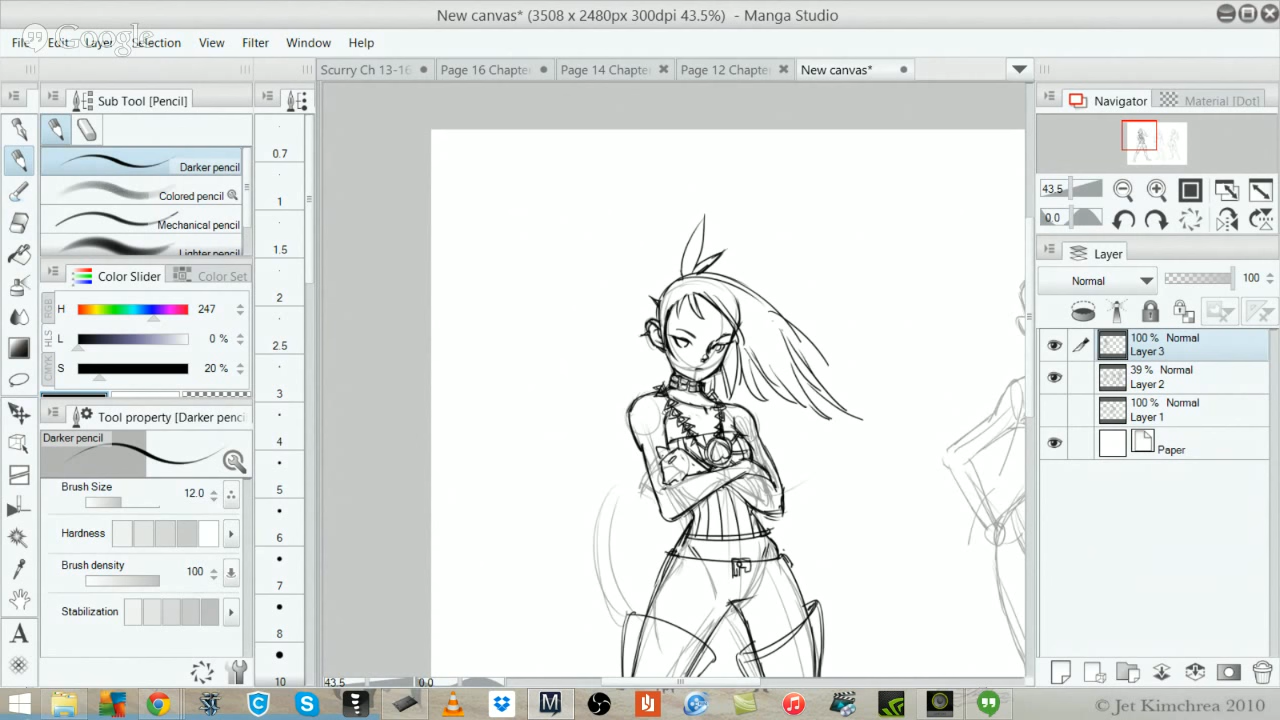 New canvas* (3508 x 2480px 300dpi 43.5%) - Manga Studio
Google
File Edit Layer Selection View Filter Window Help
Scurry Ch 13-16 Page 16 Chapte Page 14 Chapte Page 12 Chapte New canvas*
Sub Tool [Pencil]
Darker pencil
Colored pencil
Mechanical pencil
Lighter pencil
Color Slider Color Set
RGB
HLS
CMYK
H 247
L 0 %
S 20 %
Tool property [Darker penci
Darker pencil
Brush Size 12.0
Hardness
Brush density 100
Stabilization
0.7
1
1.5
2
2.5
3
4
5
6
7
8
10
43.5 0.0
Navigator Material [Dot]
43.5
0.0
Layer
Normal 100
100 % Normal
Layer 3
39 % Normal
Layer 2
100 % Normal
Layer 1
Paper
A
© Jet Kimchrea 2010